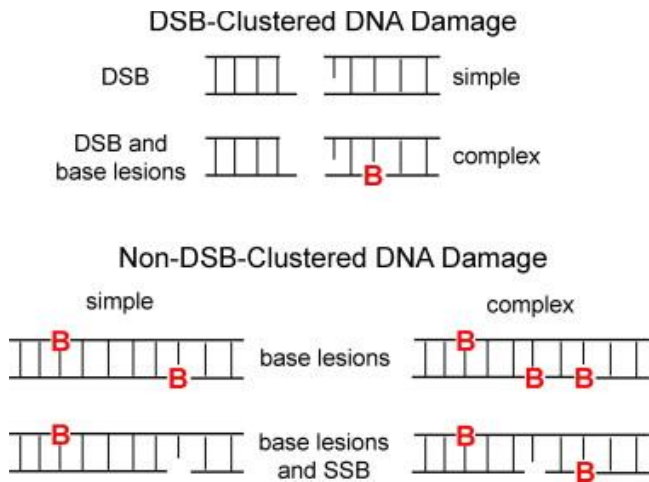 DSB-Clustered DNA Damage
DSB
simple
DSB and
base lesions
complex
B
Non-DSB-Clustered DNA Damage
simple
complex
B
B
base lesions
B
B
B
B
base lesions
and SSB
B
B